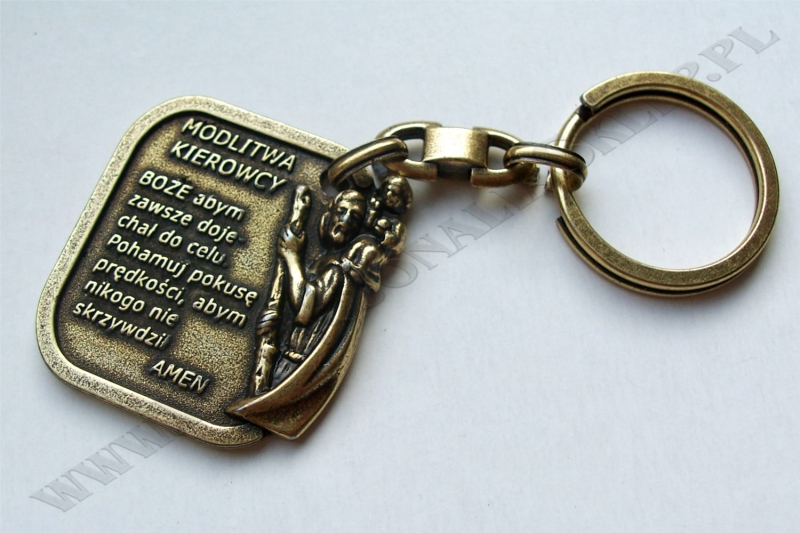 MODLITWA
KIEROWCY
BOŻE abym
zawsze doje-
chał do celu.
Pohamuj pokusę
prędkości, abym
nikogo nie
skrzywdził
AMEN